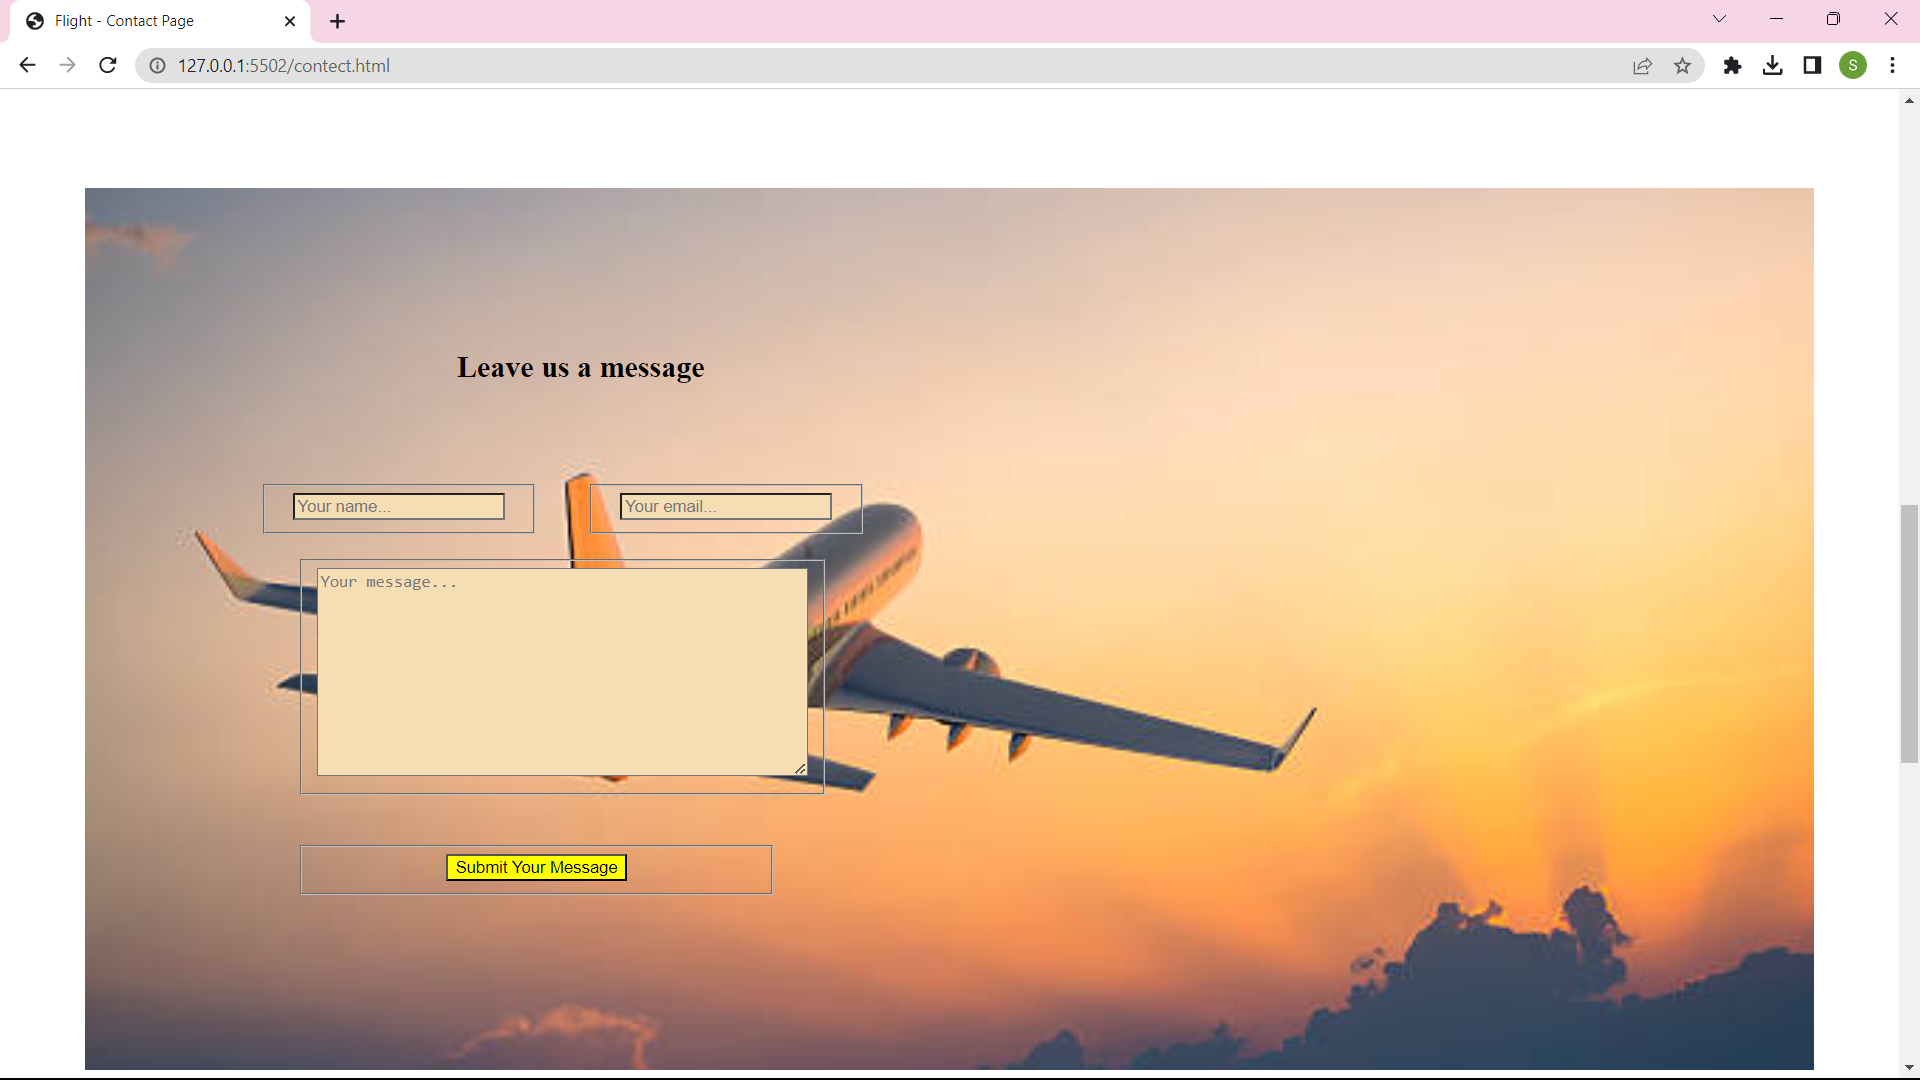 Flight - Contact Page
127.0.0.1:5502/contect.html
S
Leave us a message
Your name...
Your email...
Your message...
Submit Your Message